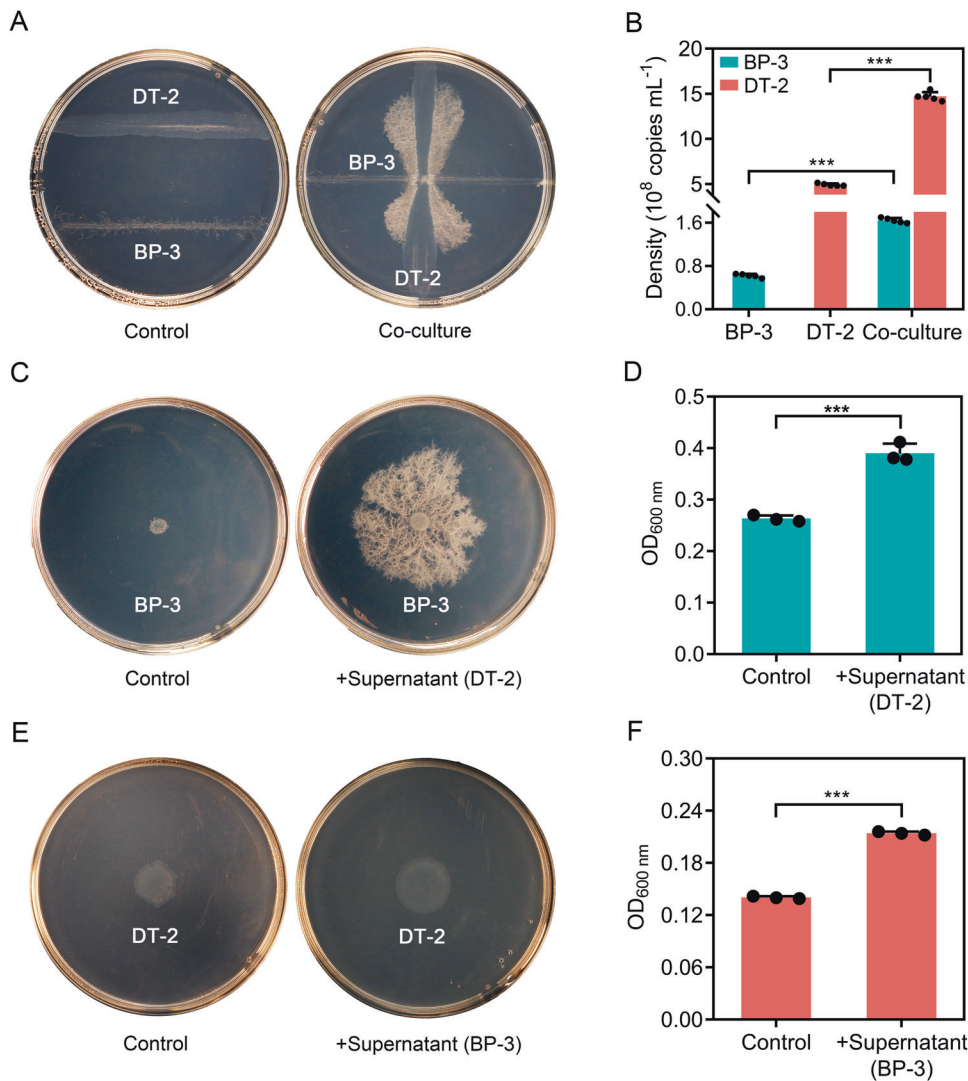 A
DT-2
BP-3
Control
BP-3
DT-2
Co-culture
B
BP-3
DT-2
Density (10⁸ copies mL⁻¹)
20
15
10
5
1.6
0.8
0.0
***
***
BP-3
DT-2
Co-culture
C
BP-3
Control
BP-3
+Supernatant (DT-2)
D
OD₆₀₀ ₙₘ
0.5
0.4
0.3
0.2
0.1
0.0
***
Control
+Supernatant
(DT-2)
E
DT-2
Control
DT-2
+Supernatant (BP-3)
F
OD₆₀₀ ₙₘ
0.30
0.24
0.18
0.12
0.06
0.00
***
Control
+Supernatant
(BP-3)